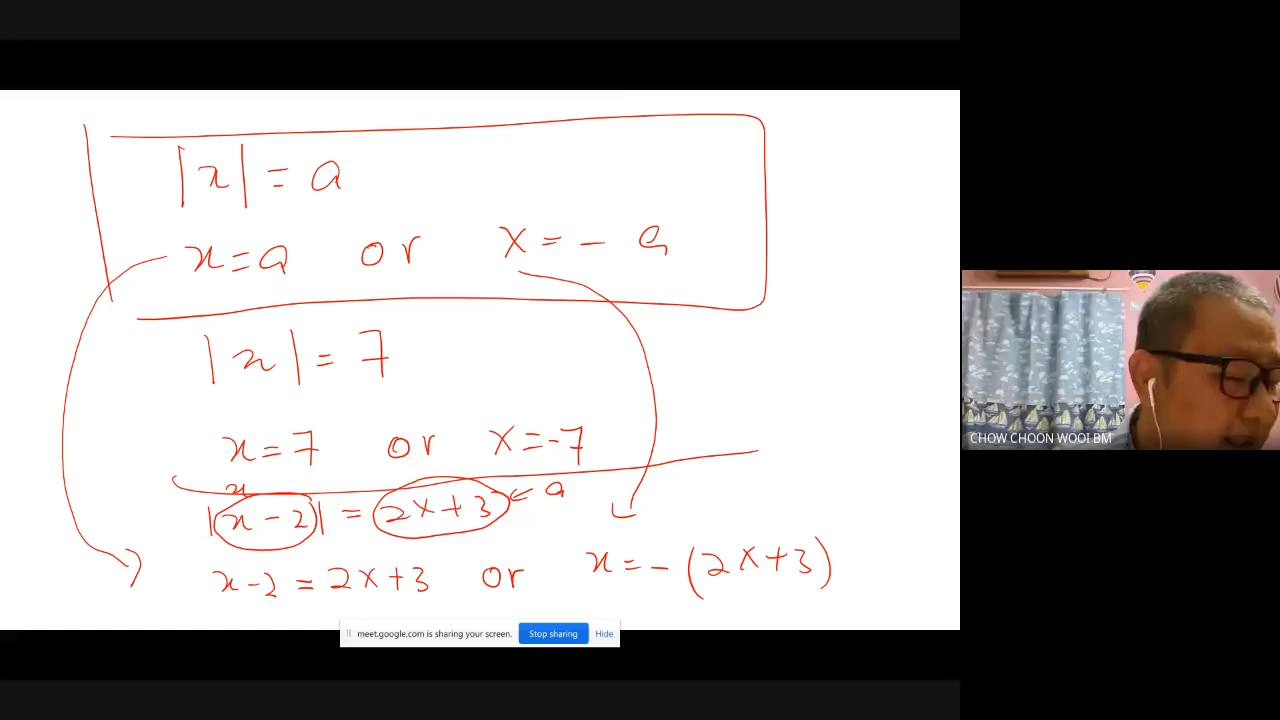 |x| = a
x = a or x = - a
|x| = 7
x = 7 or x = -7
x
|x - 2| = 2x + 3 ← a
x - 2 = 2x + 3 or x = - (2x + 3)
CHOW CHOON WOOI BM
meet.google.com is sharing your screen. Stop sharing Hide